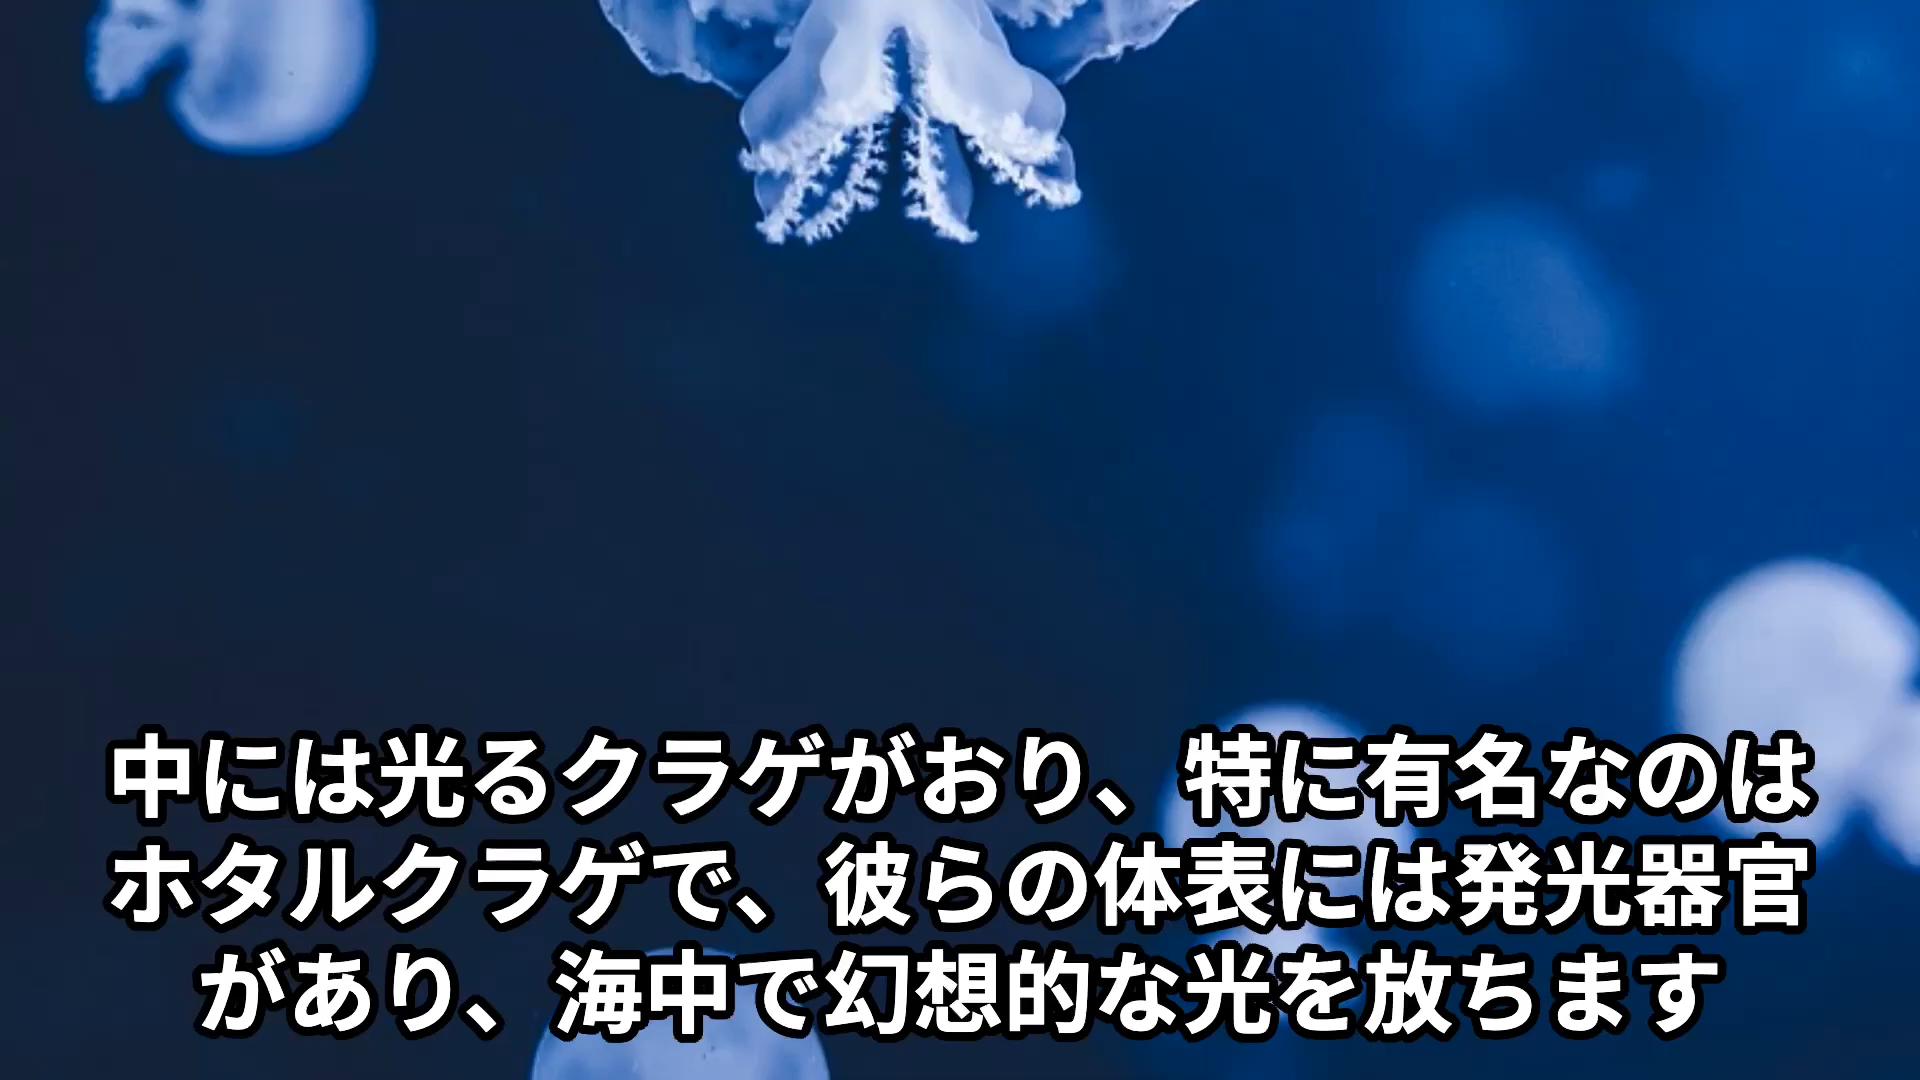 中には光るクラゲがおり、特に有名なのは
ホタルクラゲで、彼らの体表には発光器官
があり、海中で幻想的な光を放ちます